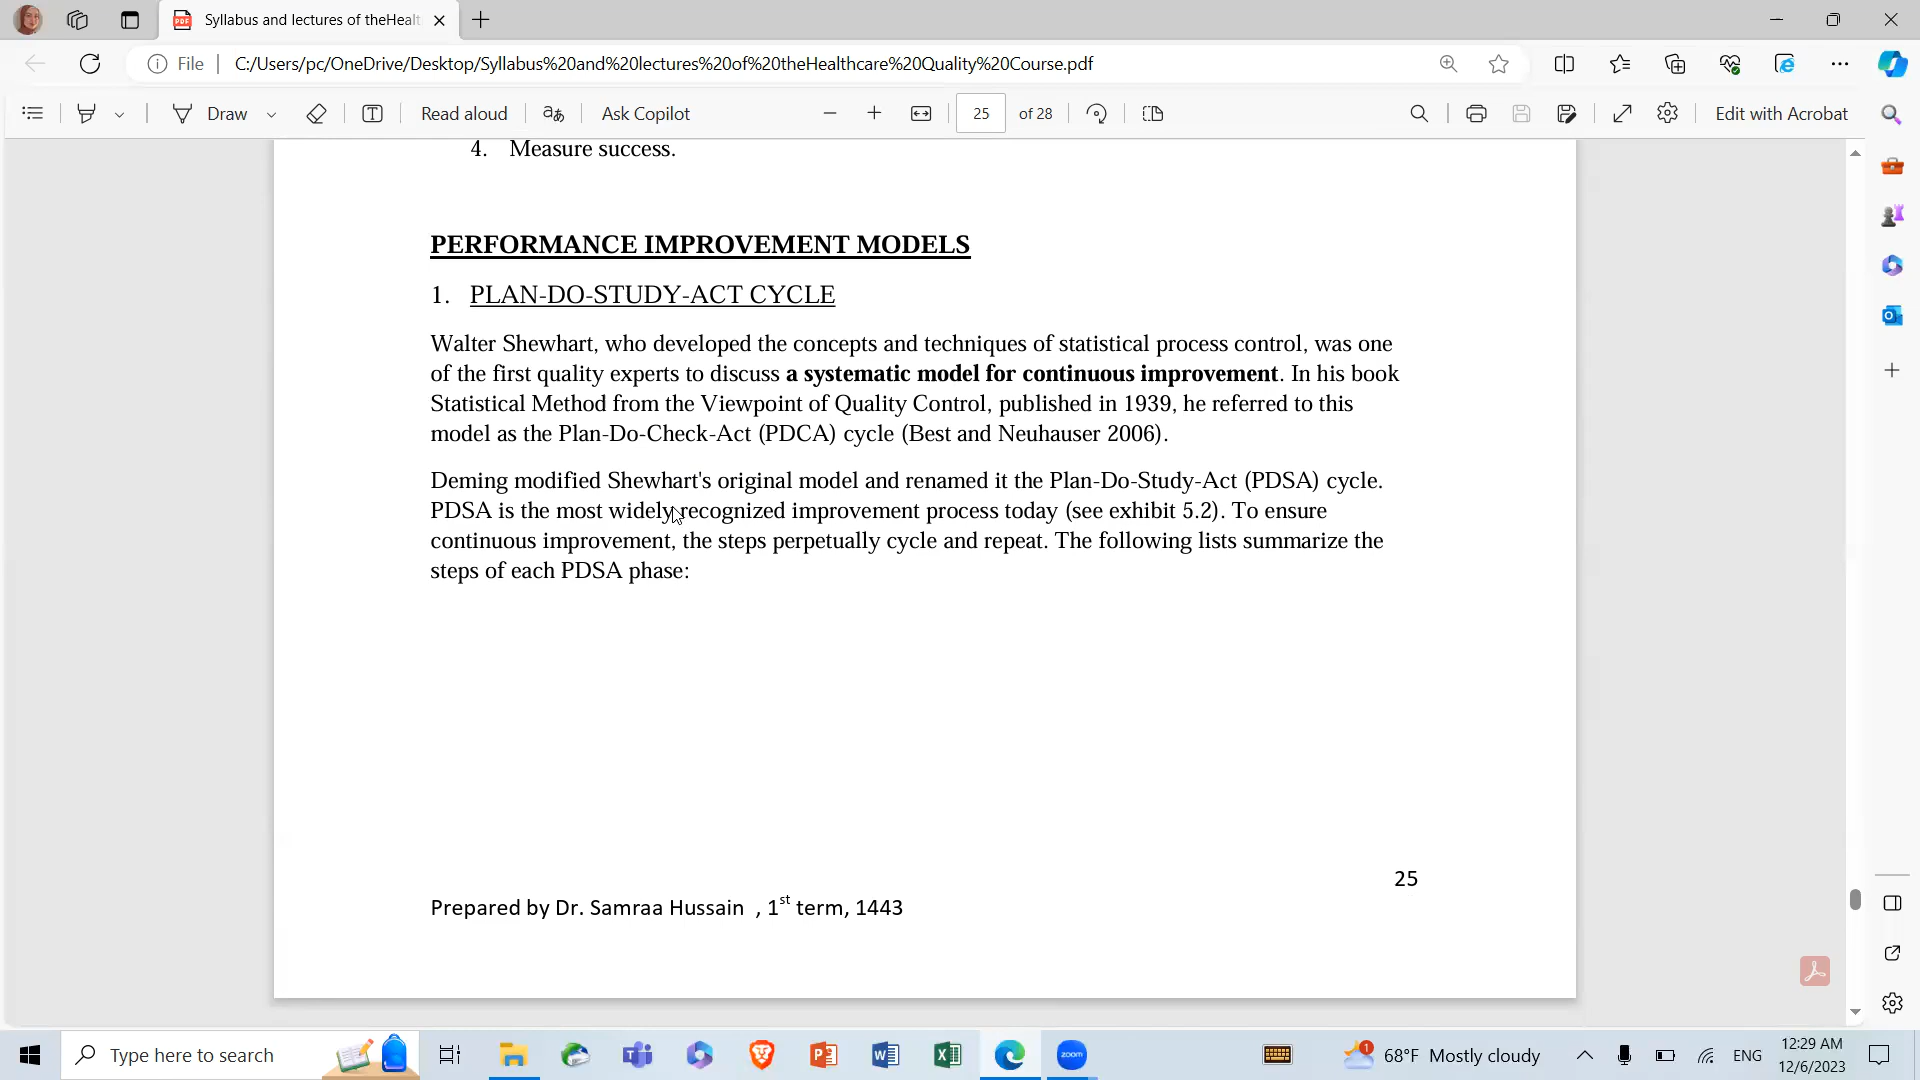 Syllabus and lectures of theHealt
File
C:/Users/pc/OneDrive/Desktop/Syllabus%20and%20lectures%20of%20theHealthcare%20Quality%20Course.pdf
Draw
Read aloud
aあ
Ask Copilot
25
of 28
Edit with Acrobat
4. Measure success.
PERFORMANCE IMPROVEMENT MODELS
1. PLAN-DO-STUDY-ACT CYCLE
Walter Shewhart, who developed the concepts and techniques of statistical process control, was one
of the first quality experts to discuss a systematic model for continuous improvement. In his book
Statistical Method from the Viewpoint of Quality Control, published in 1939, he referred to this
model as the Plan-Do-Check-Act (PDCA) cycle (Best and Neuhauser 2006).
Deming modified Shewhart's original model and renamed it the Plan-Do-Study-Act (PDSA) cycle.
PDSA is the most widely recognized improvement process today (see exhibit 5.2). To ensure
continuous improvement, the steps perpetually cycle and repeat. The following lists summarize the
steps of each PDSA phase:
25
Prepared by Dr. Samraa Hussain , 1st term, 1443
Type here to search
zoom
1
68°F Mostly cloudy
ENG
12:29 AM
12/6/2023